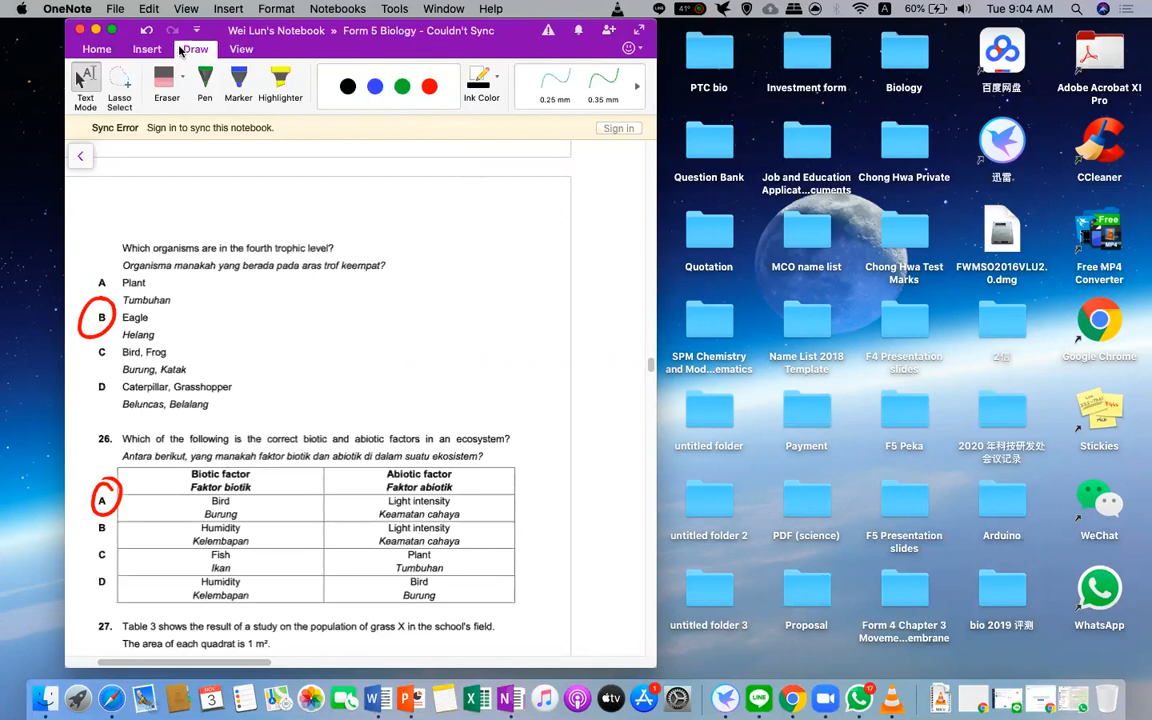 OneNote File Edit View Insert Format Notebooks Tools Window Help 41° 60% Tue 9:04 AM
Wei Lun's Notebook » Form 5 Biology - Couldn't Sync
Home Insert Draw View
Text Mode
Lasso Select
Eraser
Pen
Marker
Highlighter
Ink Color
0.25 mm
0.35 mm
Sync Error Sign in to sync this notebook.
Sign in
Which organisms are in the fourth trophic level?
Organisma manakah yang berada pada aras trof keempat?
A Plant
Tumbuhan
B Eagle
Helang
C Bird, Frog
Burung, Katak
D Caterpillar, Grasshopper
Beluncas, Belalang
26. Which of the following is the correct biotic and abiotic factors in an ecosystem?
Antara berikut, yang manakah faktor biotik dan abiotik di dalam suatu ekosistem?
Biotic factor Abiotic factor
Faktor biotik Faktor abiotik
A Bird Light intensity
Burung Keamatan cahaya
B Humidity Light intensity
Kelembapan Keamatan cahaya
C Fish Plant
Ikan Tumbuhan
D Humidity Bird
Kelembapan Burung
27. Table 3 shows the result of a study on the population of grass X in the school's field.
The area of each quadrat is 1 m².
PTC bio
Investment form
Biology
百度网盘
Adobe Acrobat XI
Pro
Question Bank
Job and Education
Applicat...cuments
Chong Hwa Private
迅雷
CCleaner
Quotation
MCO name list
Chong Hwa Test
Marks
FWMSO2016VLU2.
0.dmg
Free
MP4
Free MP4
Converter
SPM Chemistry
and Mod...ematics
Name List 2018
Template
F4 Presentation
slides
2信
Google Chrome
untitled folder
Payment
F5 Peka
2020 年科技研发处
会议记录
Stickies
untitled folder 2
PDF (science)
F5 Presentation
slides
Arduino
WeChat
untitled folder 3
Proposal
Form 4 Chapter 3
Moveme...embrane
bio 2019 评测
WhatsApp
NOV
3
tv
1
LINE
17